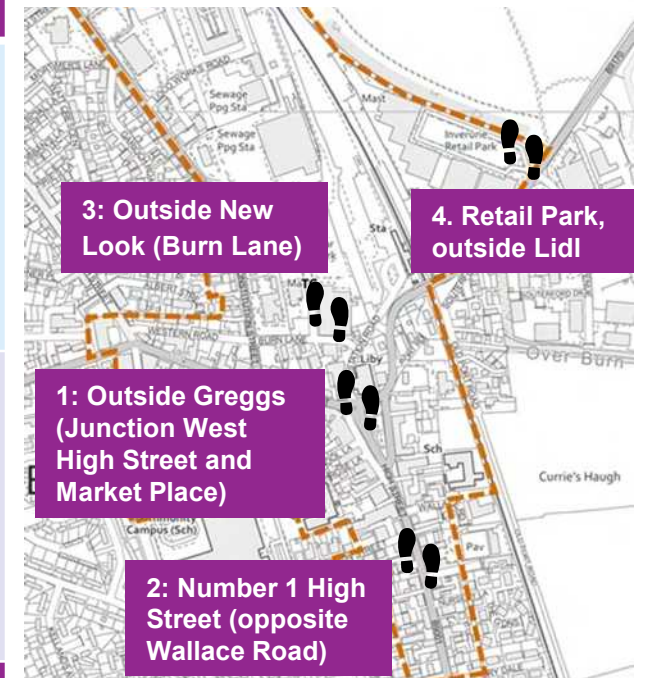 Sewage
Ppg Sta
Sewage
Ppg Sta
Mast
Inverurie
Retail Park
B9170
3: Outside New
Look (Burn Lane)
4. Retail Park,
outside Lidl
Sta
WESTERN ROAD
BURN LANE
Liby
Over Burn
1: Outside Greggs
(Junction West
High Street and
Market Place)
Sch
Currie's Haugh
Campus (Sch)
Pav
2: Number 1 High
Street (opposite
Wallace Road)